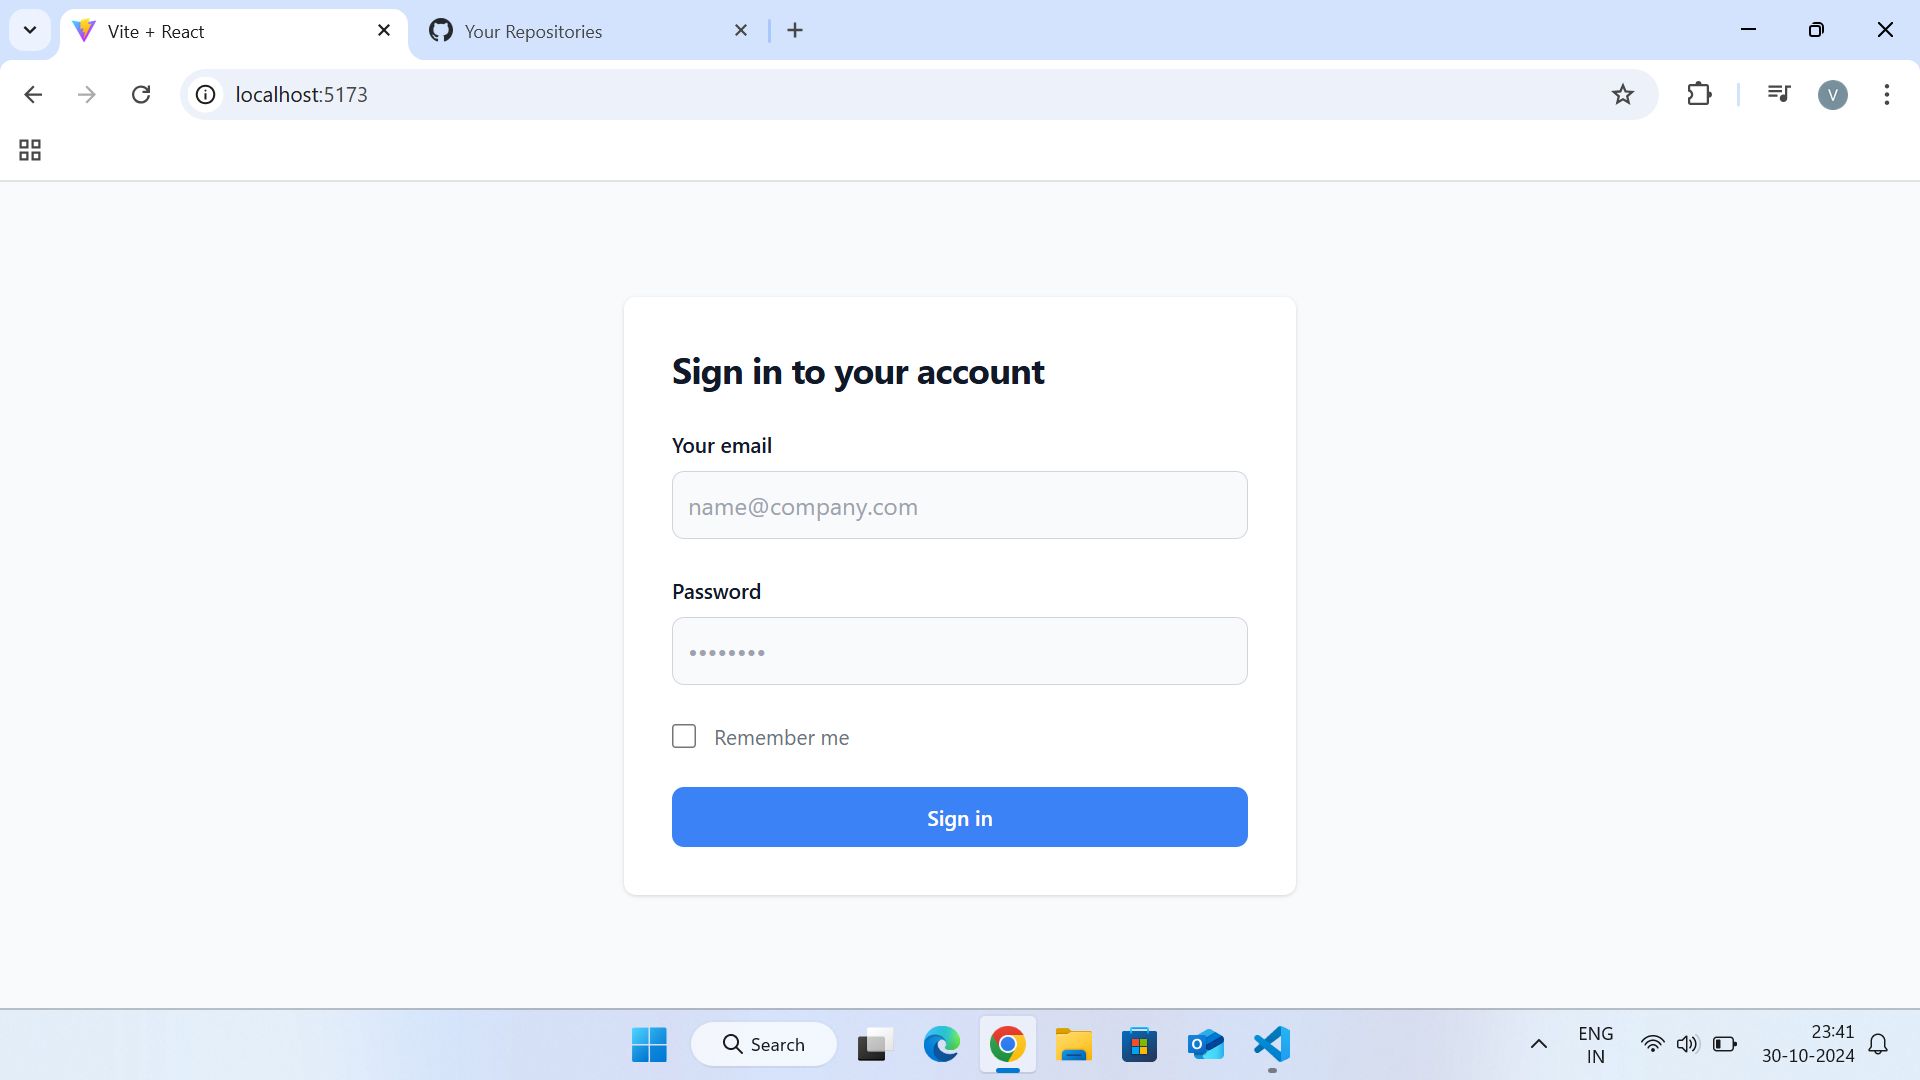 Vite + React
Your Repositories
localhost:5173
V
Sign in to your account
Your email
name@company.com
Password
••••••••
Remember me
Sign in
Search
ENG
IN
23:41
30-10-2024